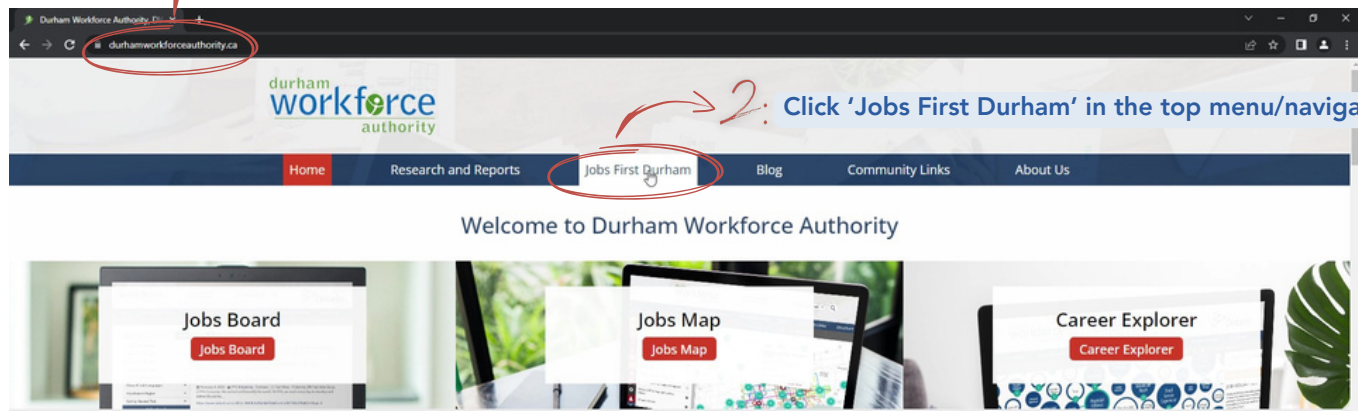 Durham Workforce Authority,
durhamworkforceauthority.ca
durham
workforce
authority
2: Click 'Jobs First Durham' in the top menu/naviga
Home Research and Reports Jobs First Durham Blog Community Links About Us
Welcome to Durham Workforce Authority
Jobs Board Jobs Map Career Explorer
Jobs Board Jobs Map Career Explorer